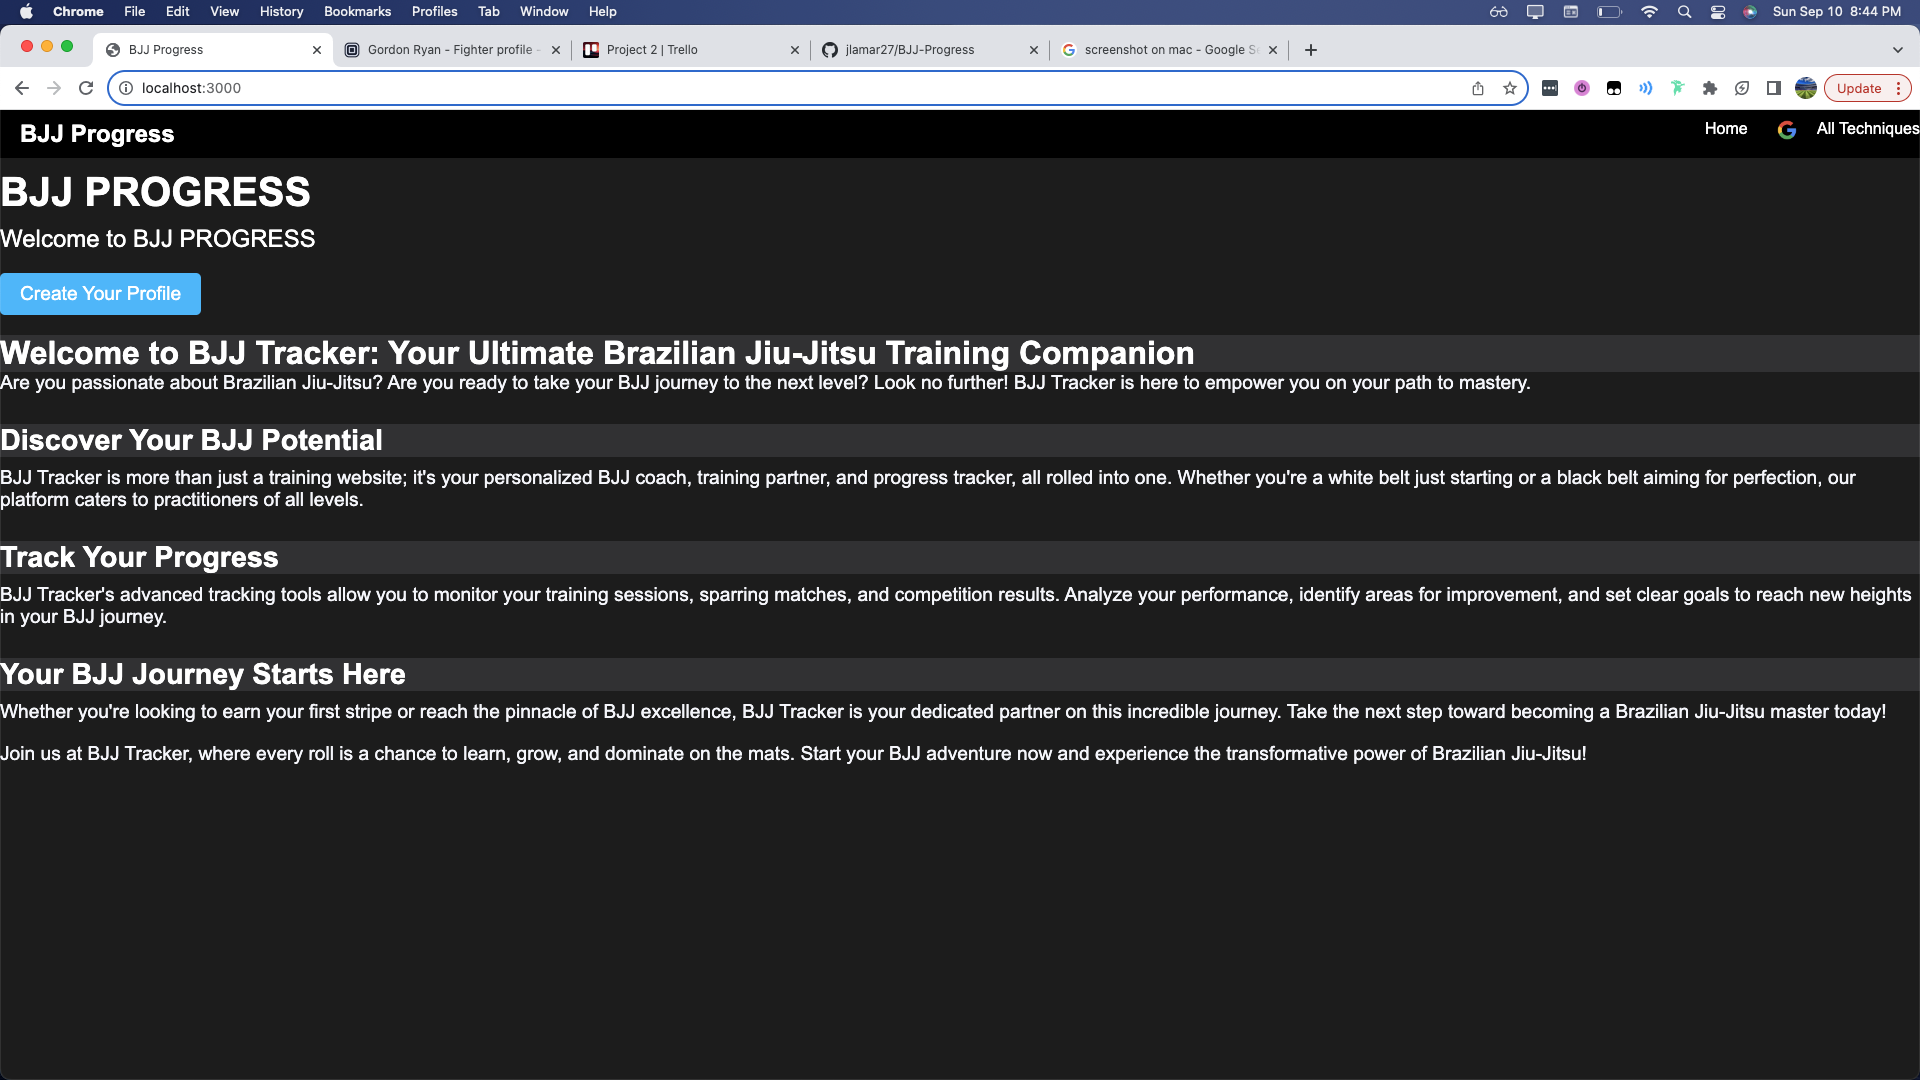 Chrome File Edit View History Bookmarks Profiles Tab Window Help Sun Sep 10 8:44 PM
BJJ Progress Gordon Ryan - Fighter profile - Project 2 | Trello jlamar27/BJJ-Progress screenshot on mac - Google S
localhost:3000 Update
BJJ Progress Home All Techniques
BJJ PROGRESS
Welcome to BJJ PROGRESS
Create Your Profile
Welcome to BJJ Tracker: Your Ultimate Brazilian Jiu-Jitsu Training Companion
Are you passionate about Brazilian Jiu-Jitsu? Are you ready to take your BJJ journey to the next level? Look no further! BJJ Tracker is here to empower you on your path to mastery.
Discover Your BJJ Potential
BJJ Tracker is more than just a training website; it's your personalized BJJ coach, training partner, and progress tracker, all rolled into one. Whether you're a white belt just starting or a black belt aiming for perfection, our
platform caters to practitioners of all levels.
Track Your Progress
BJJ Tracker's advanced tracking tools allow you to monitor your training sessions, sparring matches, and competition results. Analyze your performance, identify areas for improvement, and set clear goals to reach new heights
in your BJJ journey.
Your BJJ Journey Starts Here
Whether you're looking to earn your first stripe or reach the pinnacle of BJJ excellence, BJJ Tracker is your dedicated partner on this incredible journey. Take the next step toward becoming a Brazilian Jiu-Jitsu master today!
Join us at BJJ Tracker, where every roll is a chance to learn, grow, and dominate on the mats. Start your BJJ adventure now and experience the transformative power of Brazilian Jiu-Jitsu!